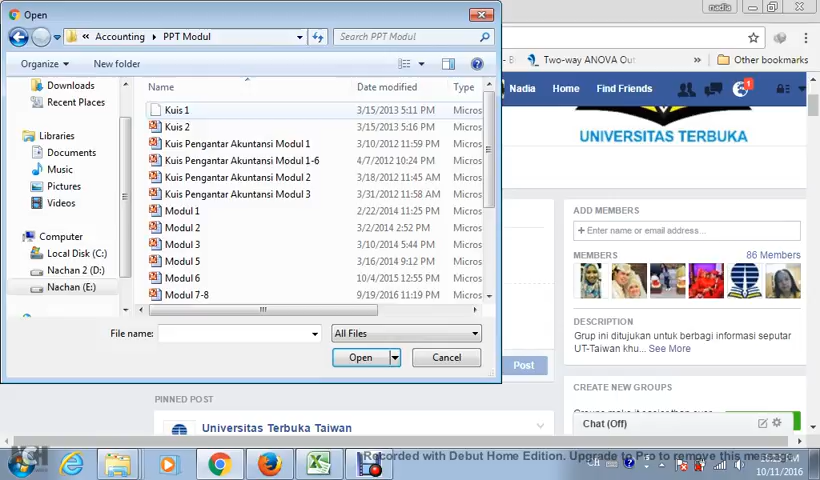 Open
nadia
Accounting
PPT Modul
Search PPT Modul
Organize
New folder
Two-way ANOVA Out
Other bookmarks
Name
Date modified
Type
Nadia
Home
Find Friends
1
Downloads
Recent Places
Libraries
Documents
Music
Pictures
Videos
Computer
Local Disk (C:)
Nachan 2 (D:)
Nachan (E:)
Kuis 1 3/15/2013 5:11 PM Micros
Kuis 2 3/15/2013 5:16 PM Micros
Kuis Pengantar Akuntansi Modul 1 3/10/2012 11:59 PM Micros
Kuis Pengantar Akuntansi Modul 1-6 4/7/2012 10:24 PM Micros
Kuis Pengantar Akuntansi Modul 2 3/18/2012 11:45 AM Micros
Kuis Pengantar Akuntansi Modul 3 3/31/2012 11:58 AM Micros
Modul 1 2/22/2014 11:25 PM Micros
Modul 2 3/2/2014 2:52 PM Micros
Modul 3 3/10/2014 5:44 PM Micros
Modul 5 3/16/2014 9:12 PM Micros
Modul 6 10/4/2015 12:55 PM Micros
Modul 7-8 9/19/2016 11:19 PM Micros
File name:
All Files
Open
Cancel
UNIVERSITAS TERBUKA
ADD MEMBERS
+ Enter name or email address...
MEMBERS
86 Members
DESCRIPTION
Grup ini ditujukan untuk berbagi informasi seputar
UT-Taiwan khu... See More
Post
CREATE NEW GROUPS
PINNED POST
Universitas Terbuka Taiwan
Chat (Off)
Recorded with Debut Home Edition. Upgrade to Pro to remove this message
CH
10/11/2016